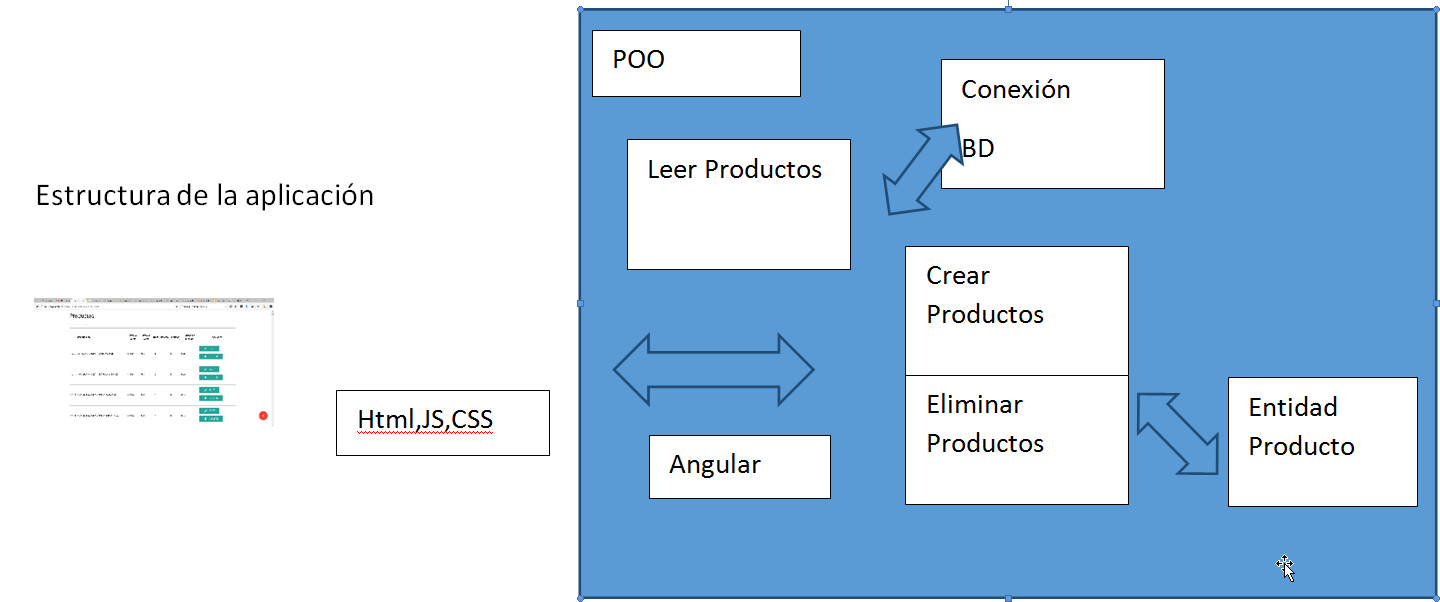 Estructura de la aplicación
Productos
Html,JS,CSS
POO
Conexión
BD
Leer Productos
Crear
Productos
Eliminar
Productos
Angular
Entidad
Producto